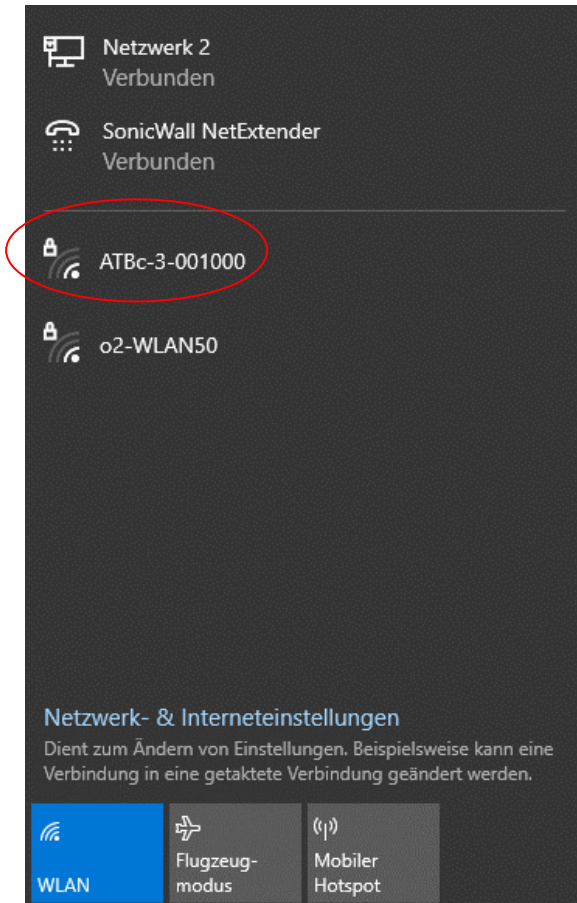 Netzwerk 2
Verbunden
SonicWall NetExtender
Verbunden
ATBc-3-001000
o2-WLAN50
Netzwerk- & Interneteinstellungen
Dient zum Ändern von Einstellungen. Beispielsweise kann eine
Verbindung in eine getaktete Verbindung geändert werden.
WLAN
Flugzeug-
modus
Mobiler
Hotspot